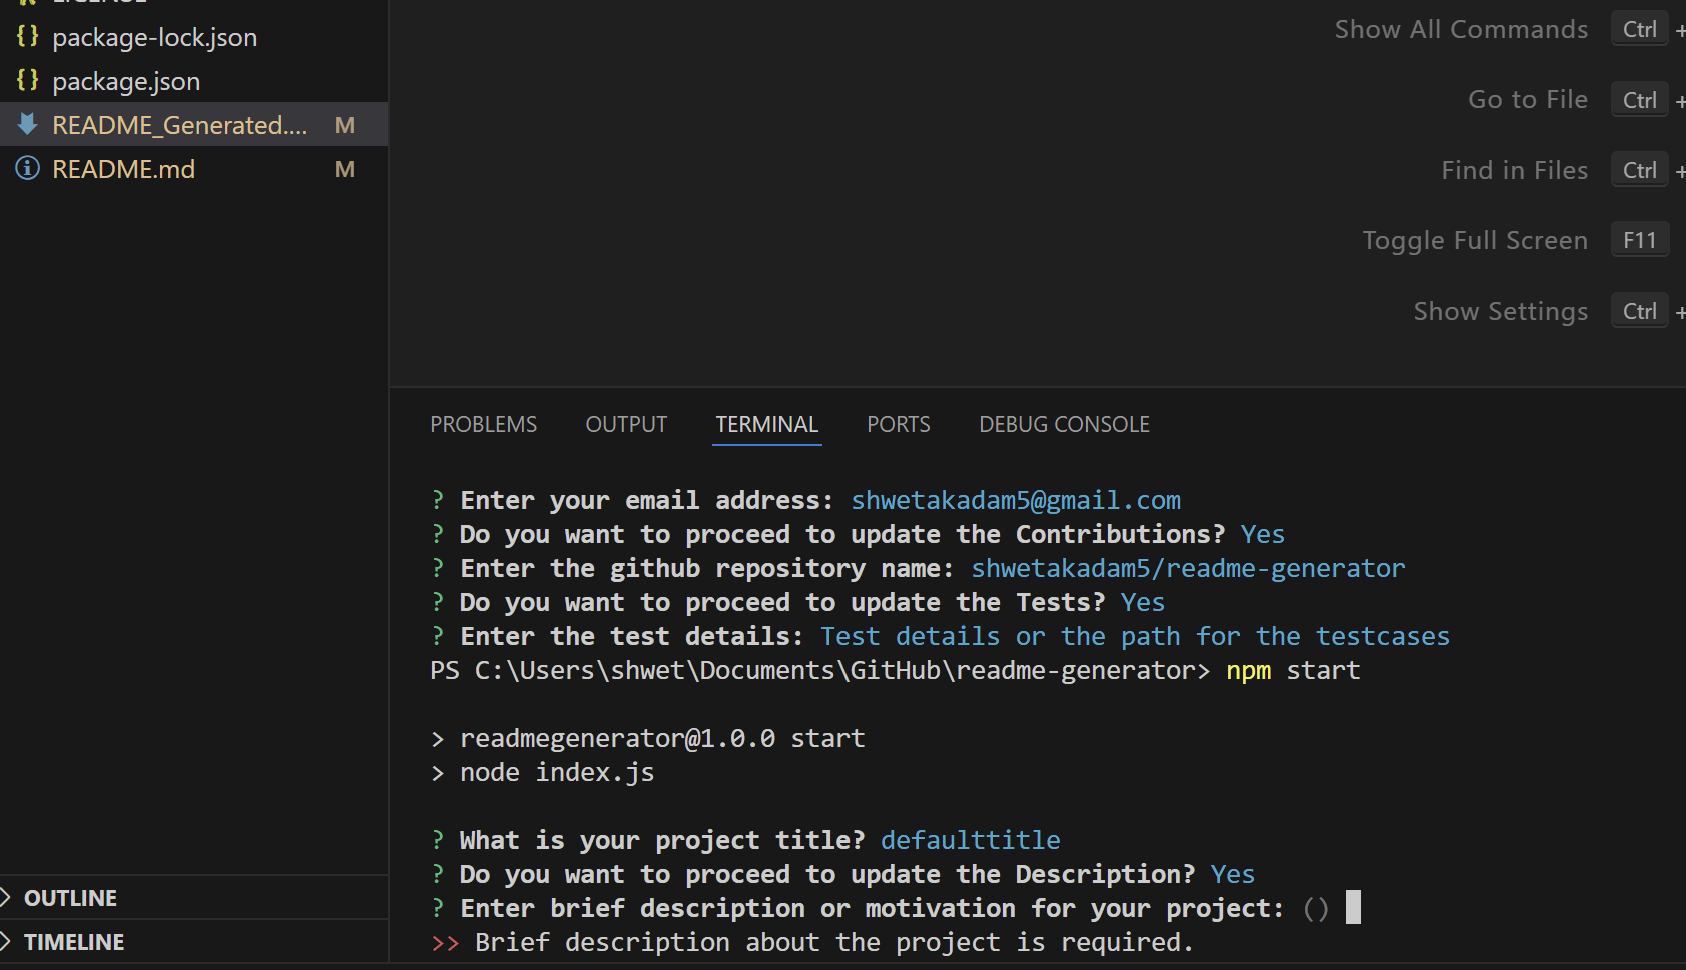 LICENSE
{} package-lock.json
{} package.json
README_Generated.... M
README.md M
OUTLINE
TIMELINE
Show All Commands Ctrl +
Go to File Ctrl +
Find in Files Ctrl +
Toggle Full Screen F11
Show Settings Ctrl +
PROBLEMS OUTPUT TERMINAL PORTS DEBUG CONSOLE
? Enter your email address: shwetakadam5@gmail.com
? Do you want to proceed to update the Contributions? Yes
? Enter the github repository name: shwetakadam5/readme-generator
? Do you want to proceed to update the Tests? Yes
? Enter the test details: Test details or the path for the testcases
PS C:\Users\shwet\Documents\GitHub\readme-generator> npm start
> readmegenerator@1.0.0 start
> node index.js
? What is your project title? defaulttitle
? Do you want to proceed to update the Description? Yes
? Enter brief description or motivation for your project: ()
>> Brief description about the project is required.